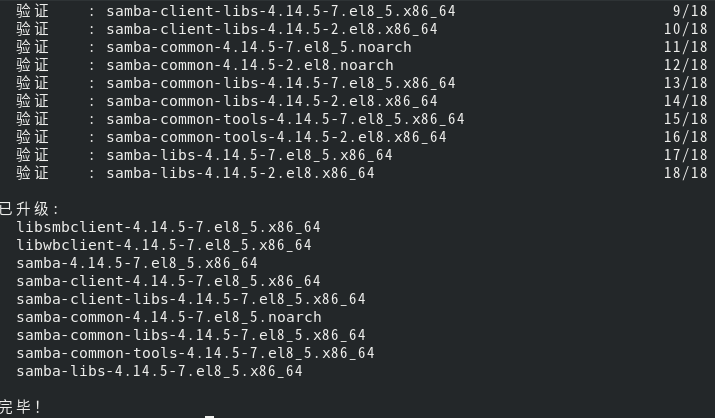 验证 : samba-client-libs-4.14.5-7.el8_5.x86_64 9/18
验证 : samba-client-libs-4.14.5-2.el8.x86_64 10/18
验证 : samba-common-4.14.5-7.el8_5.noarch 11/18
验证 : samba-common-4.14.5-2.el8.noarch 12/18
验证 : samba-common-libs-4.14.5-7.el8_5.x86_64 13/18
验证 : samba-common-libs-4.14.5-2.el8.x86_64 14/18
验证 : samba-common-tools-4.14.5-7.el8_5.x86_64 15/18
验证 : samba-common-tools-4.14.5-2.el8.x86_64 16/18
验证 : samba-libs-4.14.5-7.el8_5.x86_64 17/18
验证 : samba-libs-4.14.5-2.el8.x86_64 18/18
已升级:
libsmbclient-4.14.5-7.el8_5.x86_64
libwbclient-4.14.5-7.el8_5.x86_64
samba-4.14.5-7.el8_5.x86_64
samba-client-4.14.5-7.el8_5.x86_64
samba-client-libs-4.14.5-7.el8_5.x86_64
samba-common-4.14.5-7.el8_5.noarch
samba-common-libs-4.14.5-7.el8_5.x86_64
samba-common-tools-4.14.5-7.el8_5.x86_64
samba-libs-4.14.5-7.el8_5.x86_64
完毕!